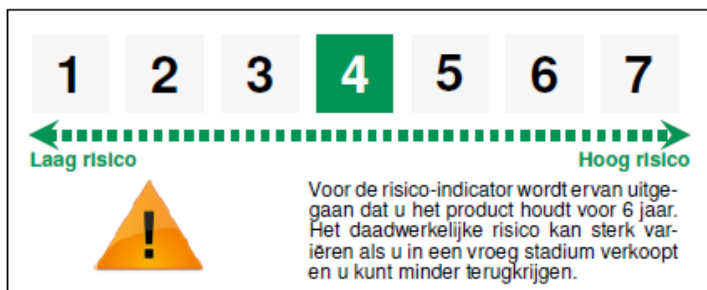 1 2 3 4 5 6 7
Laag risico Hoog risico
Voor de risico-indicator wordt ervan uitge-
gaan dat u het product houdt voor 6 jaar.
Het daadwerkelijke risico kan sterk var-
iëren als u in een vroeg stadium verkoopt
en u kunt minder terugkrijgen.